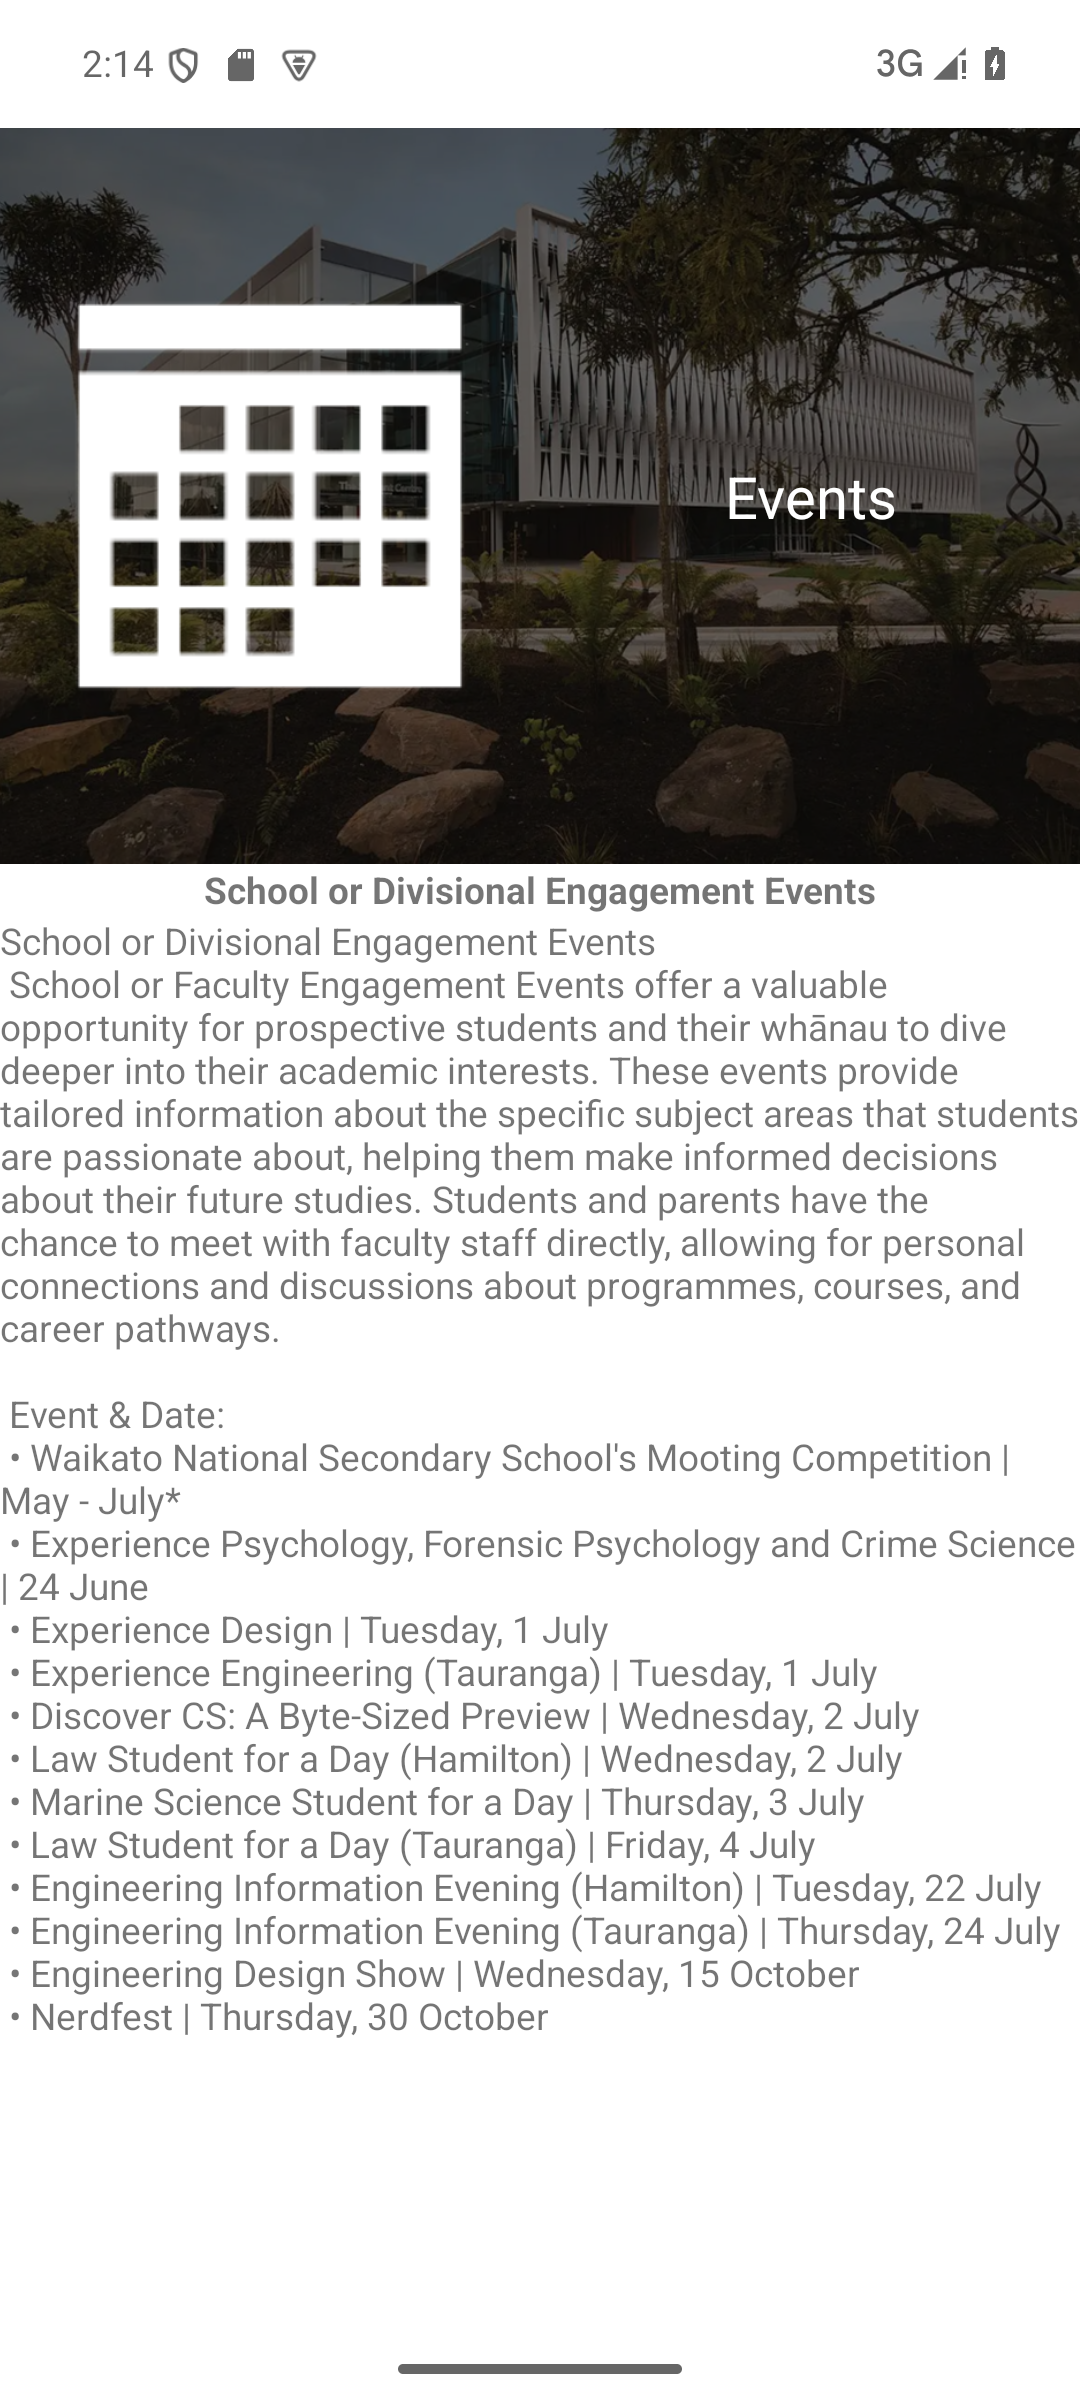 2:14
3G
Events
School or Divisional Engagement Events
School or Divisional Engagement Events
School or Faculty Engagement Events offer a valuable
opportunity for prospective students and their whānau to dive
deeper into their academic interests. These events provide
tailored information about the specific subject areas that students
are passionate about, helping them make informed decisions
about their future studies. Students and parents have the
chance to meet with faculty staff directly, allowing for personal
connections and discussions about programmes, courses, and
career pathways.
Event & Date:
• Waikato National Secondary School's Mooting Competition |
May - July*
• Experience Psychology, Forensic Psychology and Crime Science
| 24 June
• Experience Design | Tuesday, 1 July
• Experience Engineering (Tauranga) | Tuesday, 1 July
• Discover CS: A Byte-Sized Preview | Wednesday, 2 July
• Law Student for a Day (Hamilton) | Wednesday, 2 July
• Marine Science Student for a Day | Thursday, 3 July
• Law Student for a Day (Tauranga) | Friday, 4 July
• Engineering Information Evening (Hamilton) | Tuesday, 22 July
• Engineering Information Evening (Tauranga) | Thursday, 24 July
• Engineering Design Show | Wednesday, 15 October
• Nerdfest | Thursday, 30 October